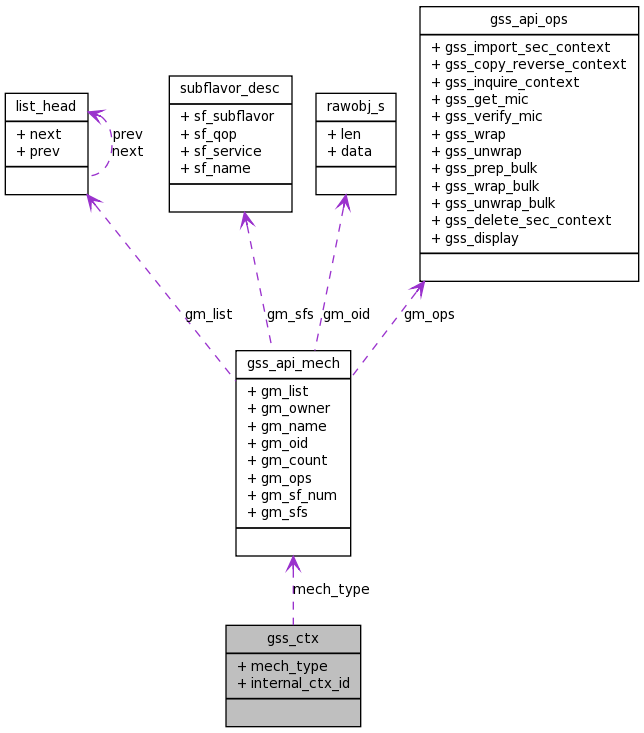 gss_api_ops
+ gss_import_sec_context
+ gss_copy_reverse_context
+ gss_inquire_context
+ gss_get_mic
+ gss_verify_mic
+ gss_wrap
+ gss_unwrap
+ gss_prep_bulk
+ gss_wrap_bulk
+ gss_unwrap_bulk
+ gss_delete_sec_context
+ gss_display
subflavor_desc
+ sf_subflavor
+ sf_qop
+ sf_service
+ sf_name
list_head
+ next
+ prev
prev
next
rawobj_s
+ len
+ data
gm_list
gm_sfs
gm_oid
gm_ops
gss_api_mech
+ gm_list
+ gm_owner
+ gm_name
+ gm_oid
+ gm_count
+ gm_ops
+ gm_sf_num
+ gm_sfs
mech_type
gss_ctx
+ mech_type
+ internal_ctx_id